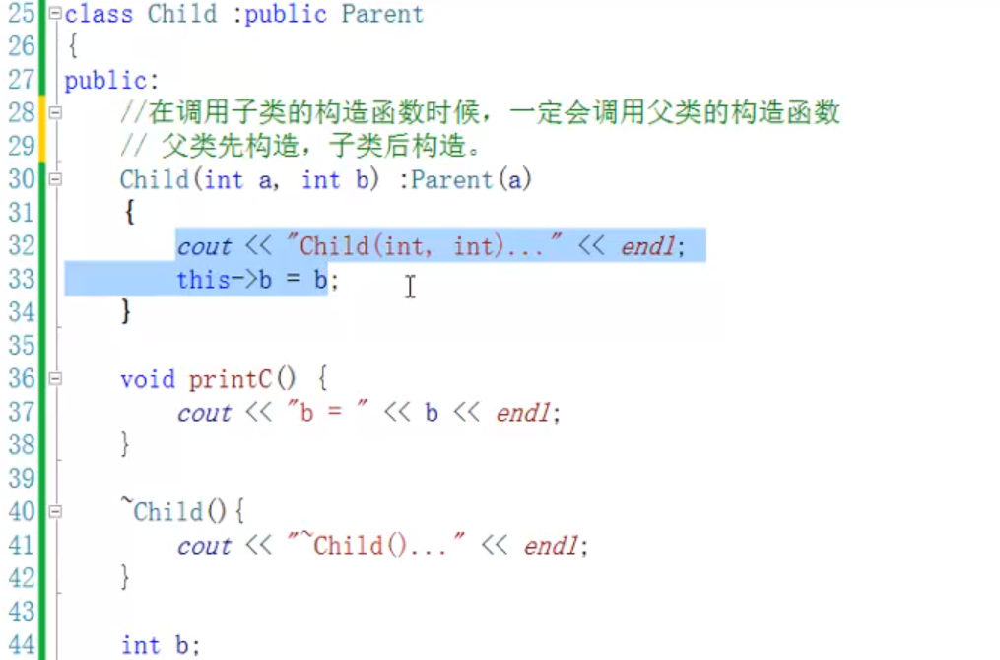 25 class Child :public Parent
26 {
27 public:
28 //在调用子类的构造函数时候，一定会调用父类的构造函数
29 // 父类先构造，子类后构造。
30 Child(int a, int b) :Parent(a)
31 {
32 cout << "Child(int, int)..." << endl;
33 this->b = b;
34 }
35
36 void printC() {
37 cout << "b = " << b << endl;
38 }
39
40 ~Child(){
41 cout << "~Child()..." << endl;
42 }
43
44 int b;